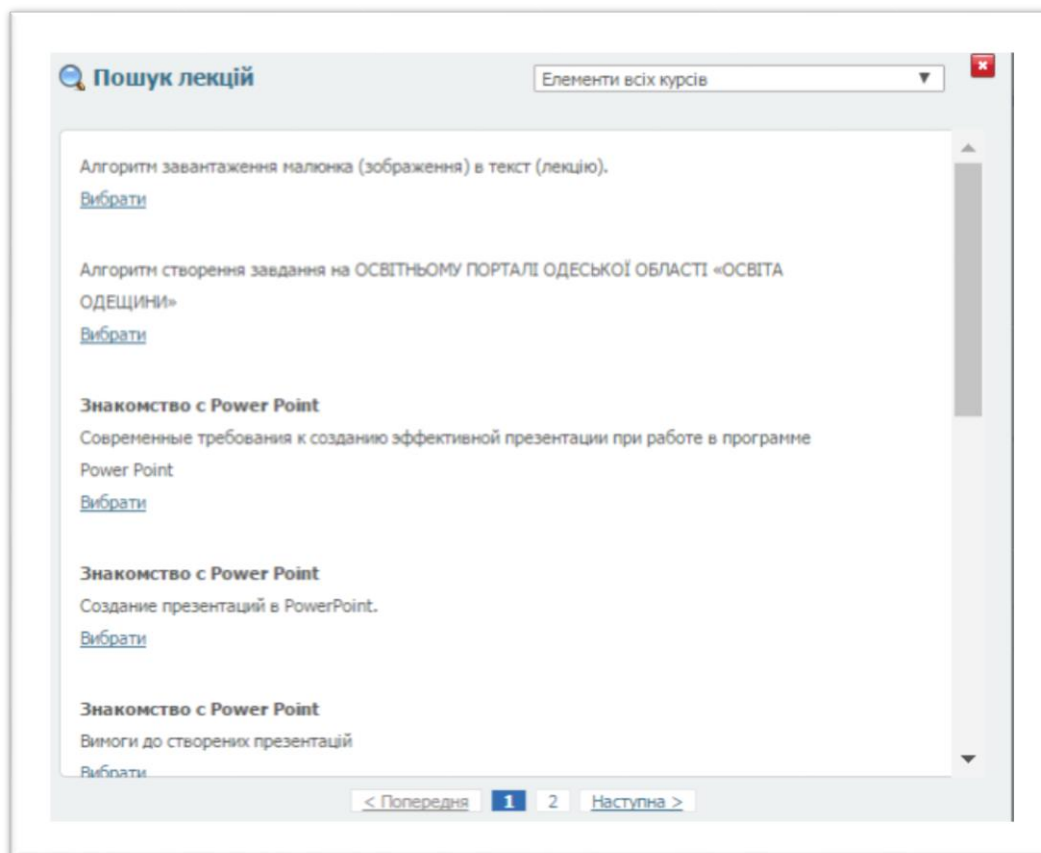 Пошук лекцій
Елементи всіх курсів
Алгоритм завантаження малюнка (зображення) в текст (лекцію).
Вибрати
Алгоритм створення завдання на ОСВІТНЬОМУ ПОРТАЛІ ОДЕСЬКОЇ ОБЛАСТІ «ОСВІТА
ОДЕЩИНИ»
Вибрати
Знакомство с Power Point
Современные требования к созданию эффективной презентации при работе в программе
Power Point
Вибрати
Знакомство с Power Point
Создание презентаций в PowerPoint.
Вибрати
Знакомство с Power Point
Вимоги до створених презентацій
Вибрати
< Попередня 1 2 Наступна >